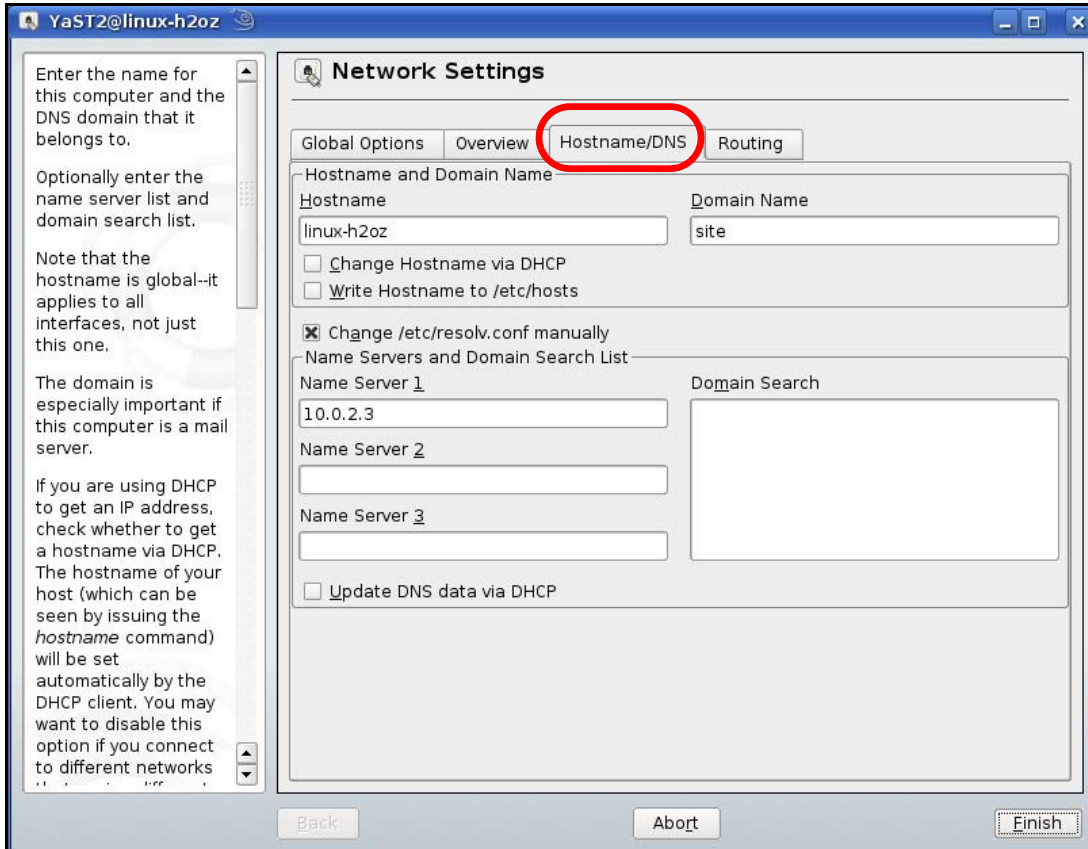 YaST2@linux-h2oz
Enter the name for
this computer and the
DNS domain that it
belongs to.
Optionally enter the
name server list and
domain search list.
Note that the
hostname is global--it
applies to all
interfaces, not just
this one.
The domain is
especially important if
this computer is a mail
server.
If you are using DHCP
to get an IP address,
check whether to get
a hostname via DHCP.
The hostname of your
host (which can be
seen by issuing the
hostname command)
will be set
automatically by the
DHCP client. You may
want to disable this
option if you connect
to different networks
Network Settings
Global Options Overview Hostname/DNS Routing
Hostname and Domain Name
Hostname Domain Name
linux-h2oz site
Change Hostname via DHCP
Write Hostname to /etc/hosts
Change /etc/resolv.conf manually
Name Servers and Domain Search List
Name Server 1 Domain Search
10.0.2.3
Name Server 2
Name Server 3
Update DNS data via DHCP
Back Abort Finish